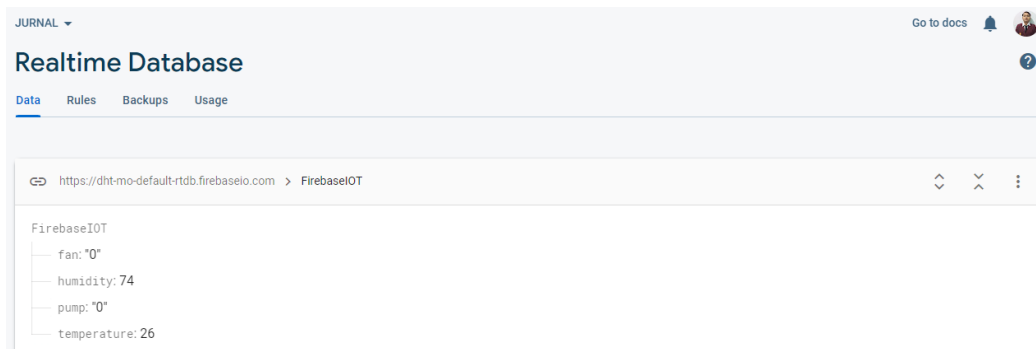 JURNAL Go to docs
Realtime Database
Data Rules Backups Usage
https://dht-mo-default-rtdb.firebaseio.com > FirebaseIOT
FirebaseIOT
fan: "0"
humidity: 74
pump: "0"
temperature: 26